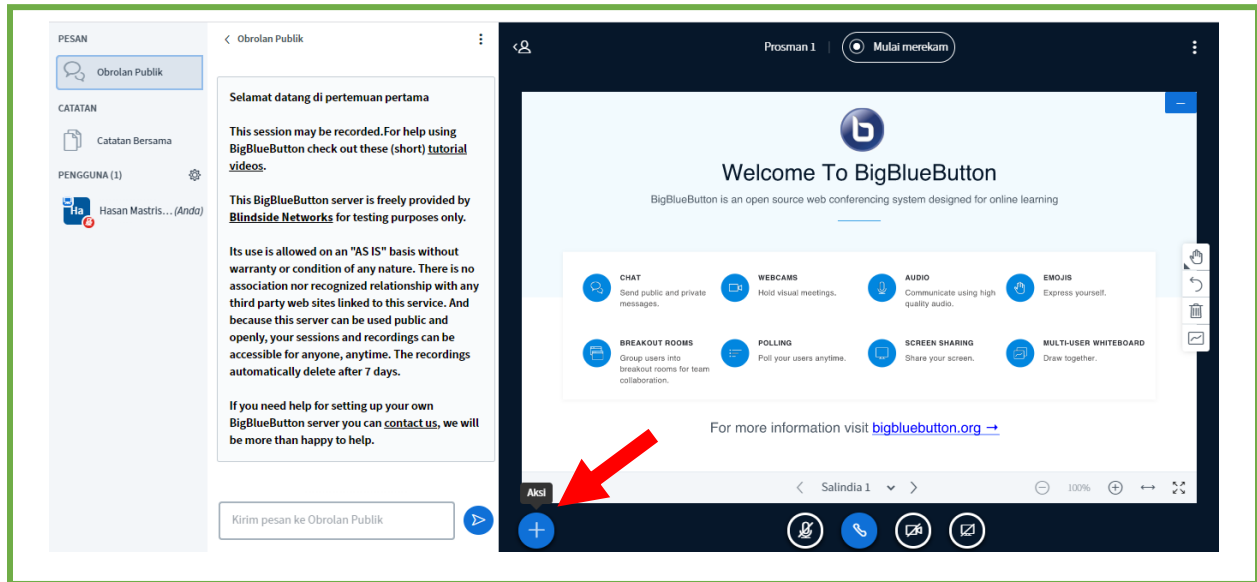 PESAN
Obrolan Publik
CATATAN
Catatan Bersama
PENGGUNA (1)
Ha
Hasan Mastris... (Anda)
Obrolan Publik
Selamat datang di pertemuan pertama
This session may be recorded.For help using
BigBlueButton check out these (short) tutorial
videos.
This BigBlueButton server is freely provided by
Blindside Networks for testing purposes only.
Its use is allowed on an "AS IS" basis without
warranty or condition of any nature. There is no
association nor recognized relationship with any
third party web sites linked to this service. And
because this server can be used public and
openly, your sessions and recordings can be
accessible for anyone, anytime. The recordings
automatically delete after 7 days.
If you need help for setting up your own
BigBlueButton server you can contact us, we will
be more than happy to help.
Kirim pesan ke Obrolan Publik
Prosman 1
Mulai merekam
b
Welcome To BigBlueButton
BigBlueButton is an open source web conferencing system designed for online learning
CHAT
Send public and private
messages.
WEBCAMS
Hold visual meetings.
AUDIO
Communicate using high
quality audio.
EMOJIS
Express yourself.
BREAKOUT ROOMS
Group users into
breakout rooms for team
collaboration.
POLLING
Poll your users anytime.
SCREEN SHARING
Share your screen.
MULTI-USER WHITEBOARD
Draw together.
For more information visit bigbluebutton.org →
Aksi
Salindia 1
100%